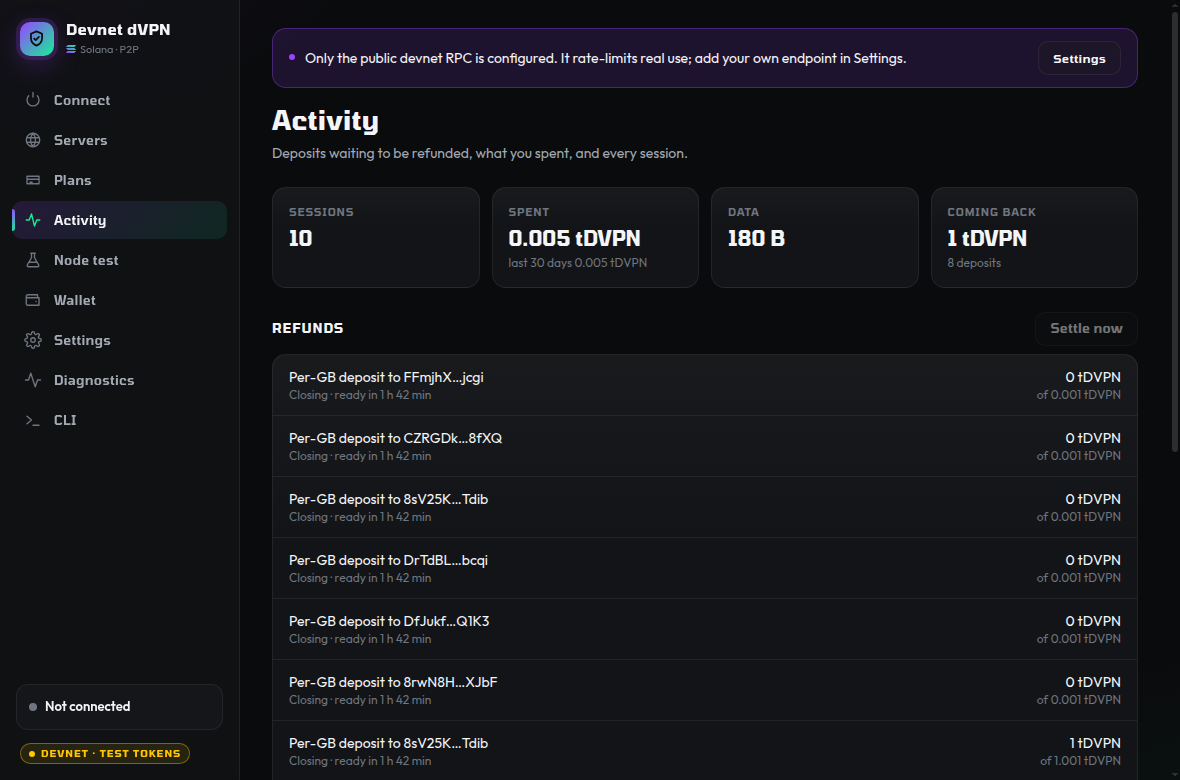 Devnet dVPN
Solana · P2P
Connect
Servers
Plans
Activity
Node test
Wallet
Settings
Diagnostics
CLI
Not connected
DEVNET · TEST TOKENS
Only the public devnet RPC is configured. It rate-limits real use; add your own endpoint in Settings.
Settings
Activity
Deposits waiting to be refunded, what you spent, and every session.
SESSIONS
10
SPENT
0.005 tDVPN
last 30 days 0.005 tDVPN
DATA
180 B
COMING BACK
1 tDVPN
8 deposits
REFUNDS
Settle now
Per-GB deposit to FFmjhX…jcgi
0 tDVPN
Closing · ready in 1 h 42 min
of 0.001 tDVPN
Per-GB deposit to CZRGDk…8fXQ
0 tDVPN
Closing · ready in 1 h 42 min
of 0.001 tDVPN
Per-GB deposit to 8sV25K…Tdib
0 tDVPN
Closing · ready in 1 h 42 min
of 0.001 tDVPN
Per-GB deposit to DrTdBL…bcqi
0 tDVPN
Closing · ready in 1 h 42 min
of 0.001 tDVPN
Per-GB deposit to DfJukf…Q1K3
0 tDVPN
Closing · ready in 1 h 42 min
of 0.001 tDVPN
Per-GB deposit to 8rwN8H…XJbF
0 tDVPN
Closing · ready in 1 h 42 min
of 0.001 tDVPN
Per-GB deposit to 8sV25K…Tdib
1 tDVPN
Closing · ready in 1 h 42 min
of 1.001 tDVPN